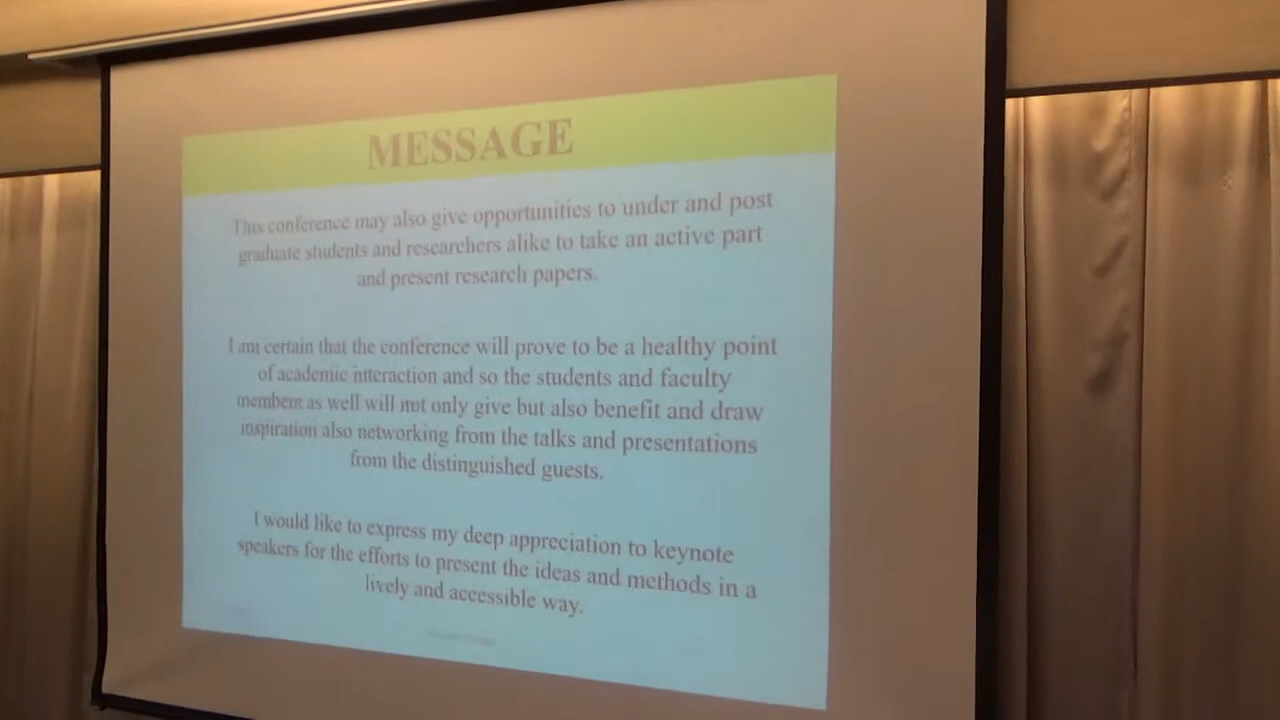 MESSAGE
This conference may also give opportunities to under and post
graduate students and researchers alike to take an active part
and present research papers.
I am certain that the conference will prove to be a healthy point
of academic interaction and so the students and faculty
members as well will not only give but also benefit and draw
inspiration also networking from the talks and presentations
from the distinguished guests.
I would like to express my deep appreciation to keynote
speakers for the efforts to present the ideas and methods in a
lively and accessible way.